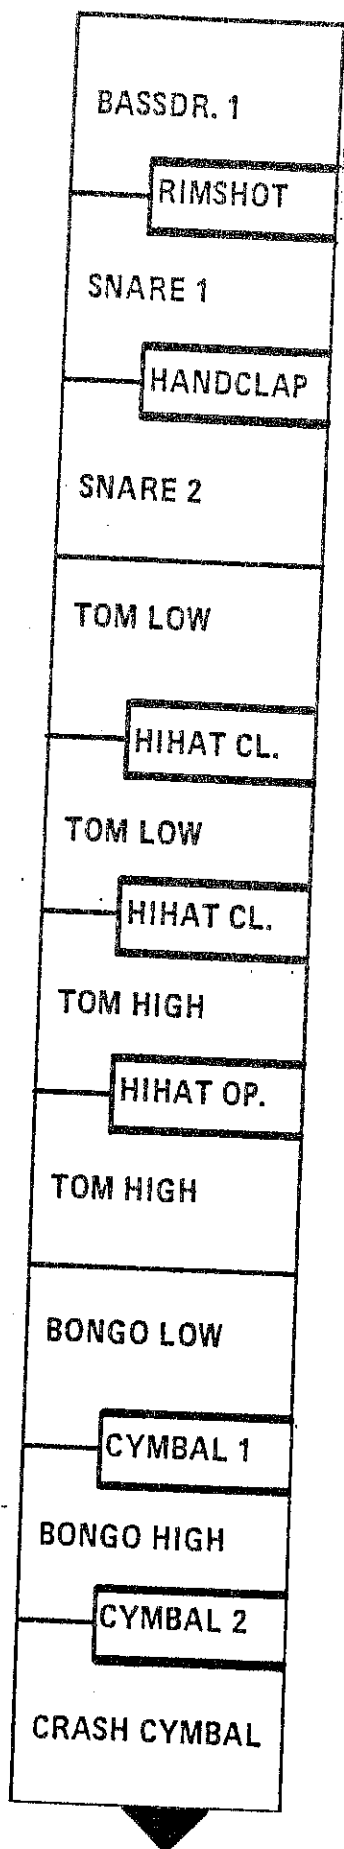 BASSDR. 1
RIMSHOT
SNARE 1
HANDCLAP
SNARE 2
TOM LOW
HIHAT CL.
TOM LOW
HIHAT CL.
TOM HIGH
HIHAT OP.
TOM HIGH
BONGO LOW
CYMBAL 1
BONGO HIGH
CYMBAL 2
CRASH CYMBAL